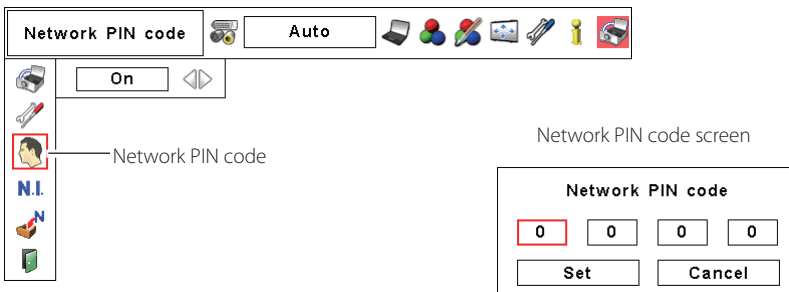 Network PIN code
Auto
On
Network PIN code
N.I.
N
Network PIN code screen
Network PIN code
0 0 0 0
Set Cancel